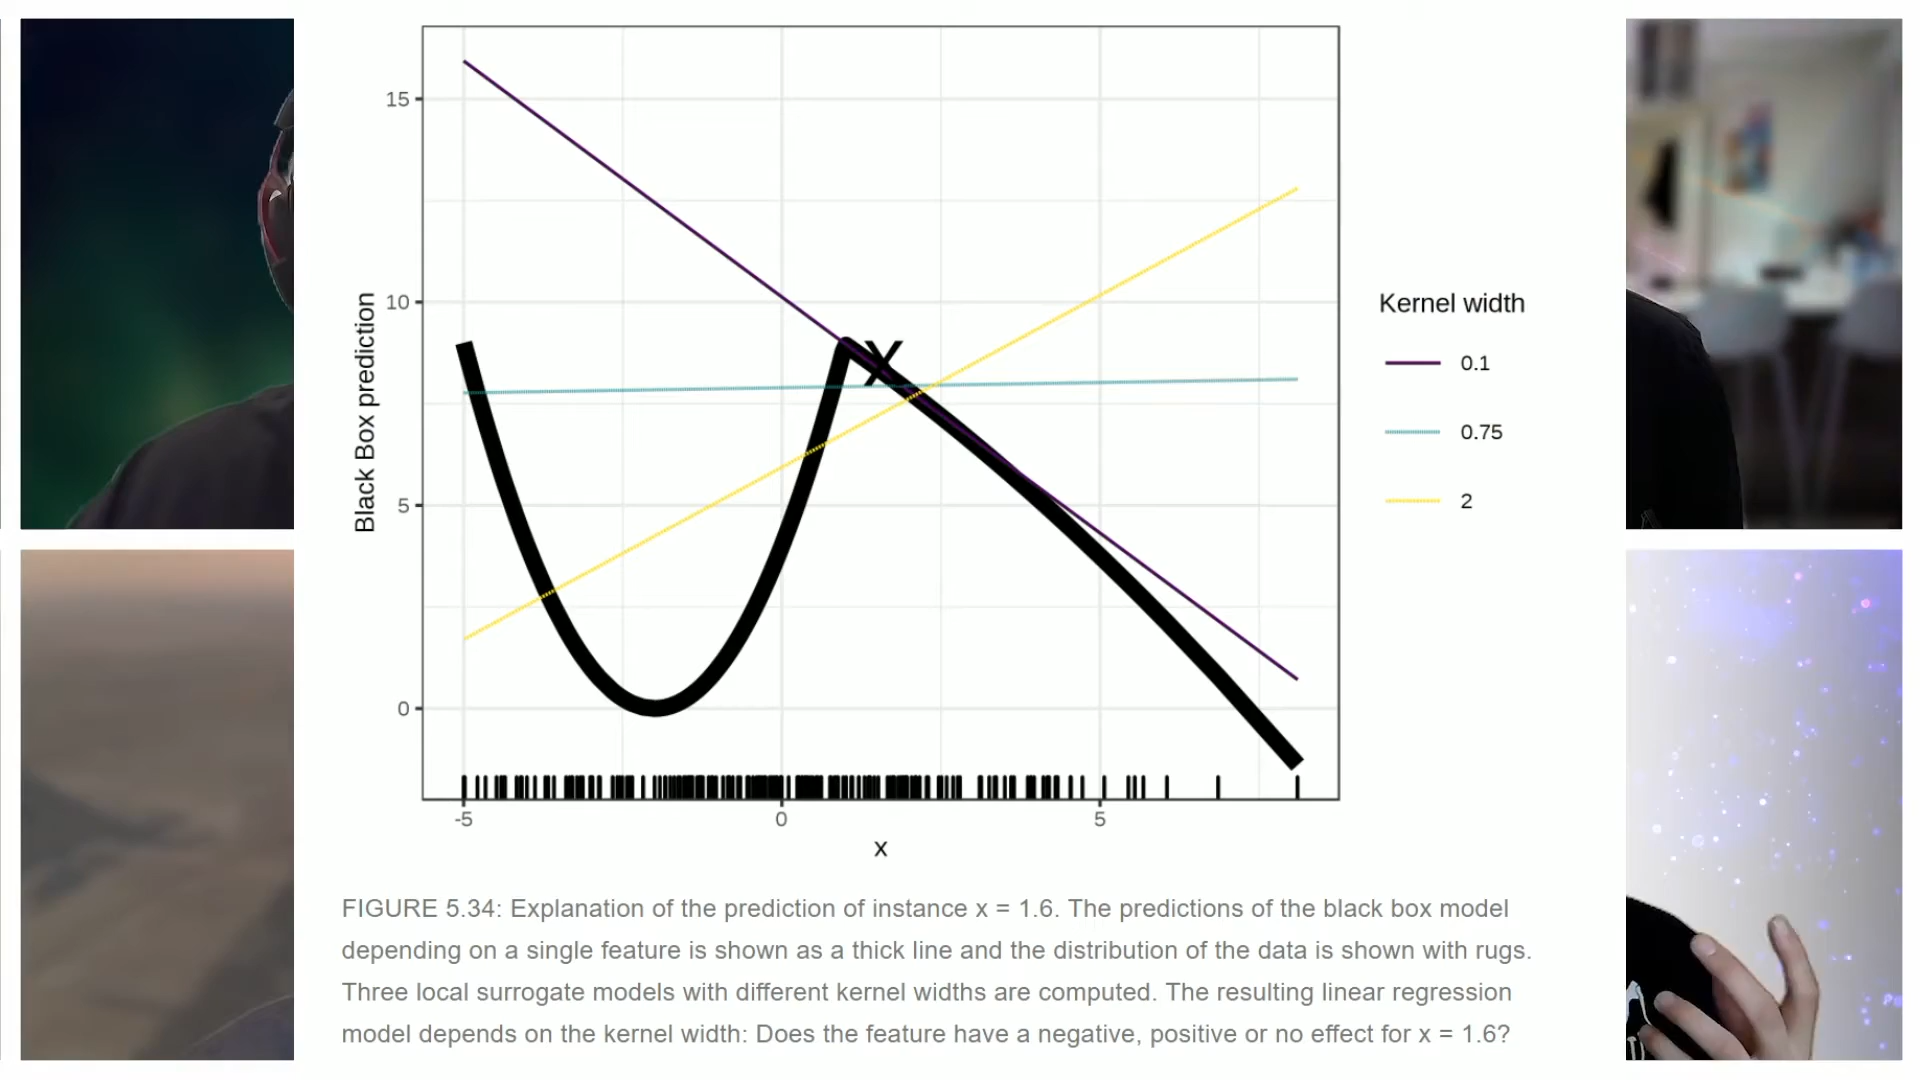 15
10
5
0
Black Box prediction
X
-5
0
5
x
Kernel width
0.1
0.75
2
FIGURE 5.34: Explanation of the prediction of instance x = 1.6. The predictions of the black box model
depending on a single feature is shown as a thick line and the distribution of the data is shown with rugs.
Three local surrogate models with different kernel widths are computed. The resulting linear regression
model depends on the kernel width: Does the feature have a negative, positive or no effect for x = 1.6?